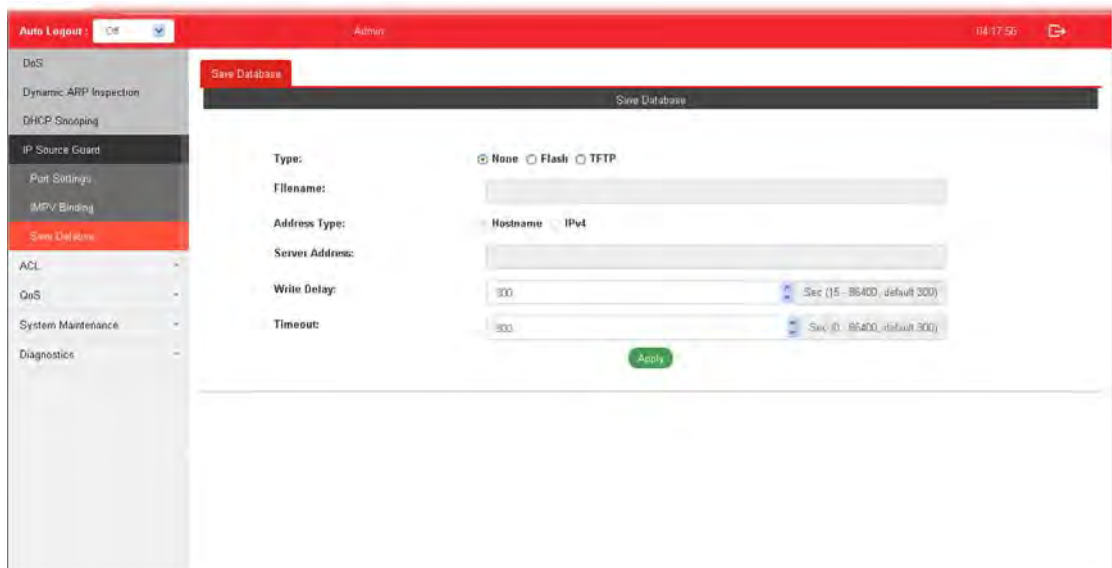 Auto Logout : Off
Admin
04:17:56
DoS
Dynamic ARP Inspection
DHCP Snooping
IP Source Guard
Port Settings
IMPV Binding
Save Database
ACL
QoS
System Maintenance
Diagnostics
Save Database
Save Database
Type: None Flash TFTP
Filename:
Address Type: Hostname IPv4
Server Address:
Write Delay: 300 Sec (15 - 86400, default 300)
Timeout: 300 Sec (0 - 86400, default 300)
Apply